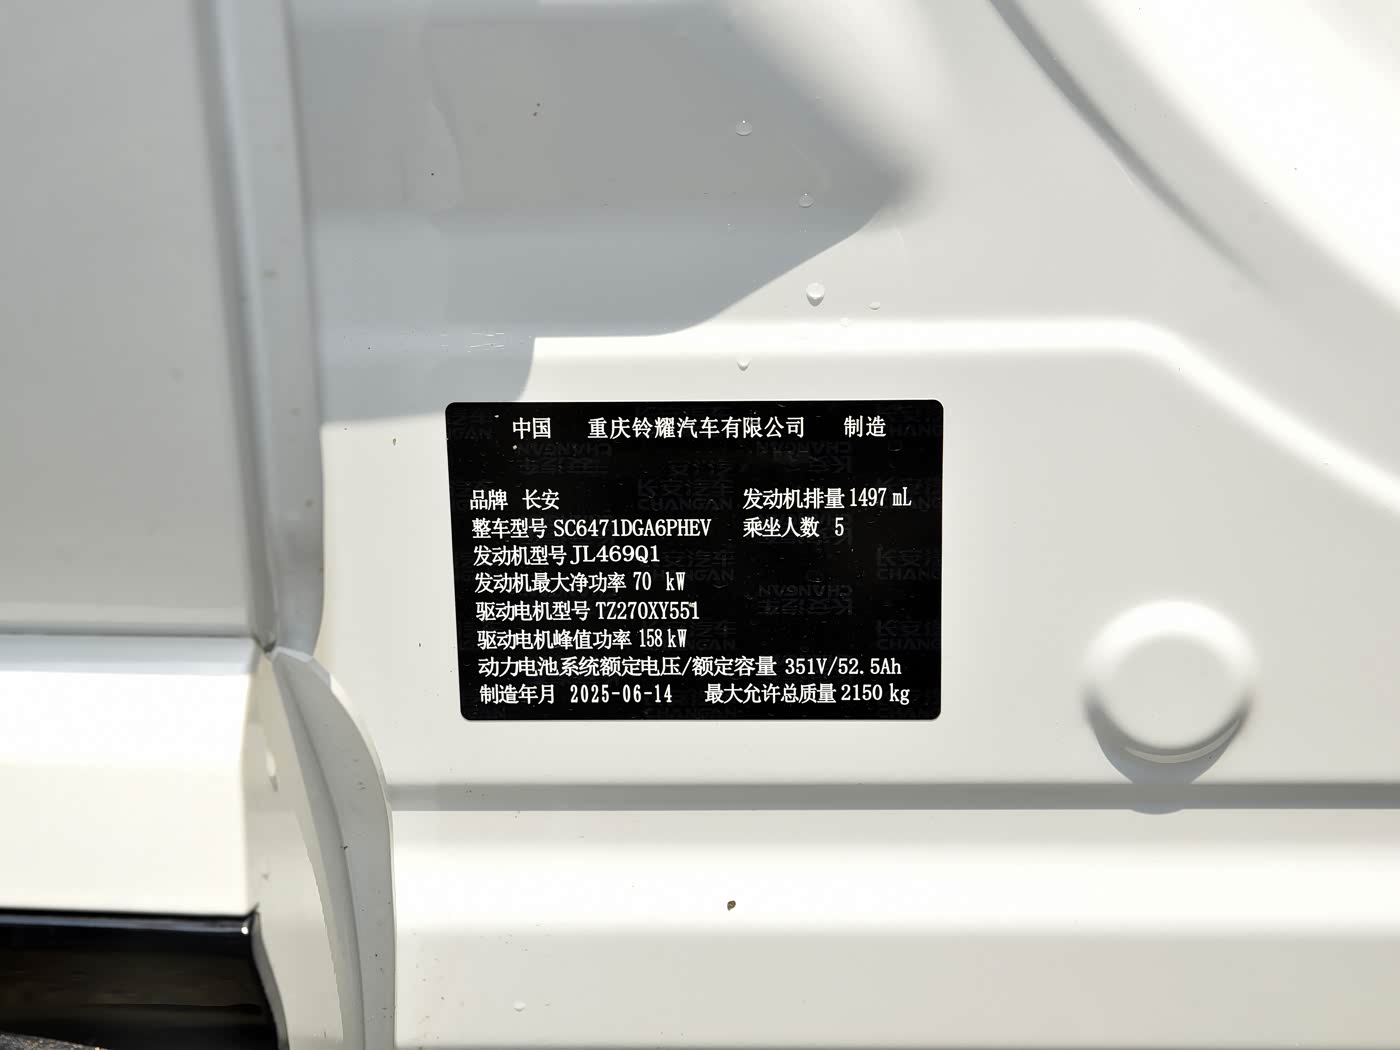 中国 重庆铃耀汽车有限公司 制造
品牌 长安 发动机排量 1497 mL
整车型号 SC6471DGA6PHEV 乘坐人数 5
发动机型号 JL469Q1
发动机最大净功率 70 kW
驱动电机型号 TZ270XY551
驱动电机峰值功率 158 kW
动力电池系统额定电压/额定容量 351V/52.5Ah
制造年月 2025-06-14 最大允许总质量 2150 kg